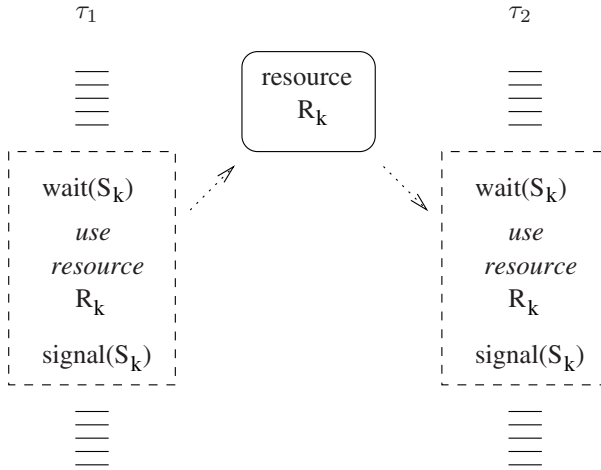 τ1
τ2
resource
Rk
wait(Sk)
use
resource
Rk
signal(Sk)
wait(Sk)
use
resource
Rk
signal(Sk)